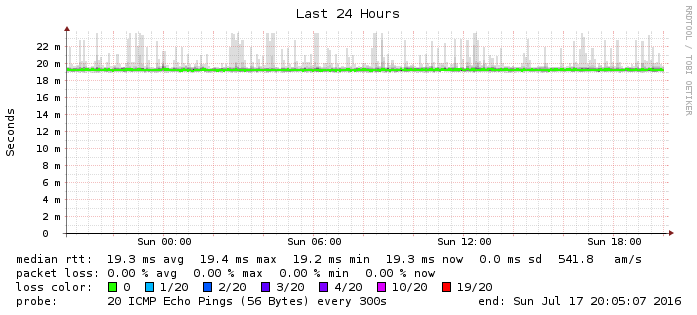 Last 24 Hours
RRDTOOL / TOBI OETIKER
Seconds
22 m
20 m
18 m
16 m
14 m
12 m
10 m
8 m
6 m
4 m
2 m
0
Sun 00:00 Sun 06:00 Sun 12:00 Sun 18:00
median rtt: 19.3 ms avg 19.4 ms max 19.2 ms min 19.3 ms now 0.0 ms sd 541.8 am/s
packet loss: 0.00 % avg 0.00 % max 0.00 % min 0.00 % now
loss color: 0 1/20 2/20 3/20 4/20 10/20 19/20
probe: 20 ICMP Echo Pings (56 Bytes) every 300s end: Sun Jul 17 20:05:07 2016